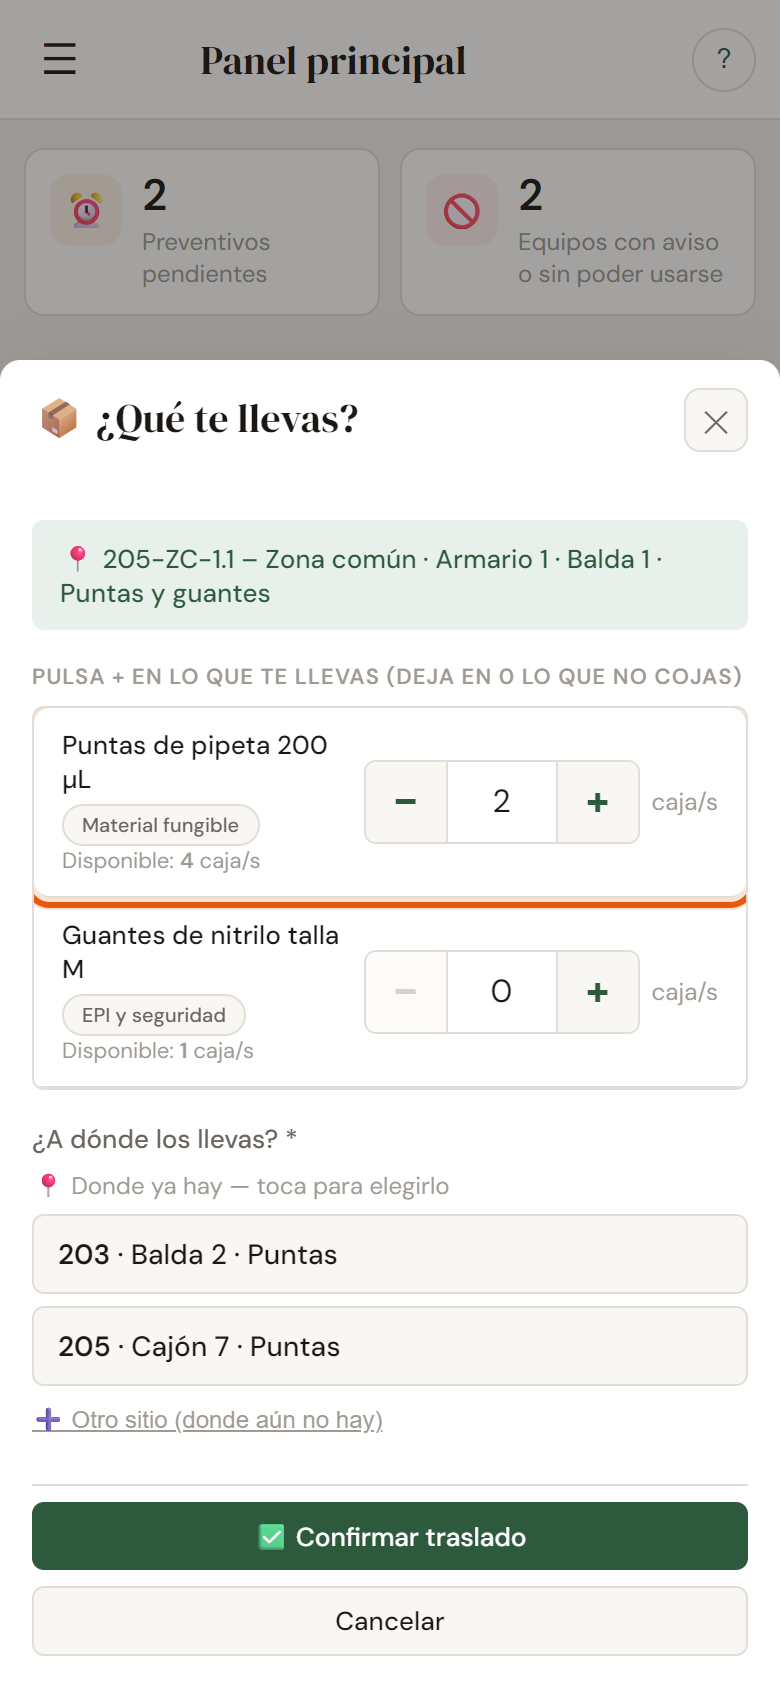 Panel principal
?
2
Preventivos
pendientes
2
Equipos con aviso
o sin poder usarse
¿Qué te llevas?
205-ZC-1.1 – Zona común · Armario 1 · Balda 1 ·
Puntas y guantes
PULSA + EN LO QUE TE LLEVAS (DEJA EN 0 LO QUE NO COJAS)
Puntas de pipeta 200
µL
Material fungible
Disponible: 4 caja/s
− 2 + caja/s
Guantes de nitrilo talla
M
EPI y seguridad
Disponible: 1 caja/s
− 0 + caja/s
¿A dónde los llevas? *
Donde ya hay — toca para elegirlo
203 · Balda 2 · Puntas
205 · Cajón 7 · Puntas
Otro sitio (donde aún no hay)
Confirmar traslado
Cancelar